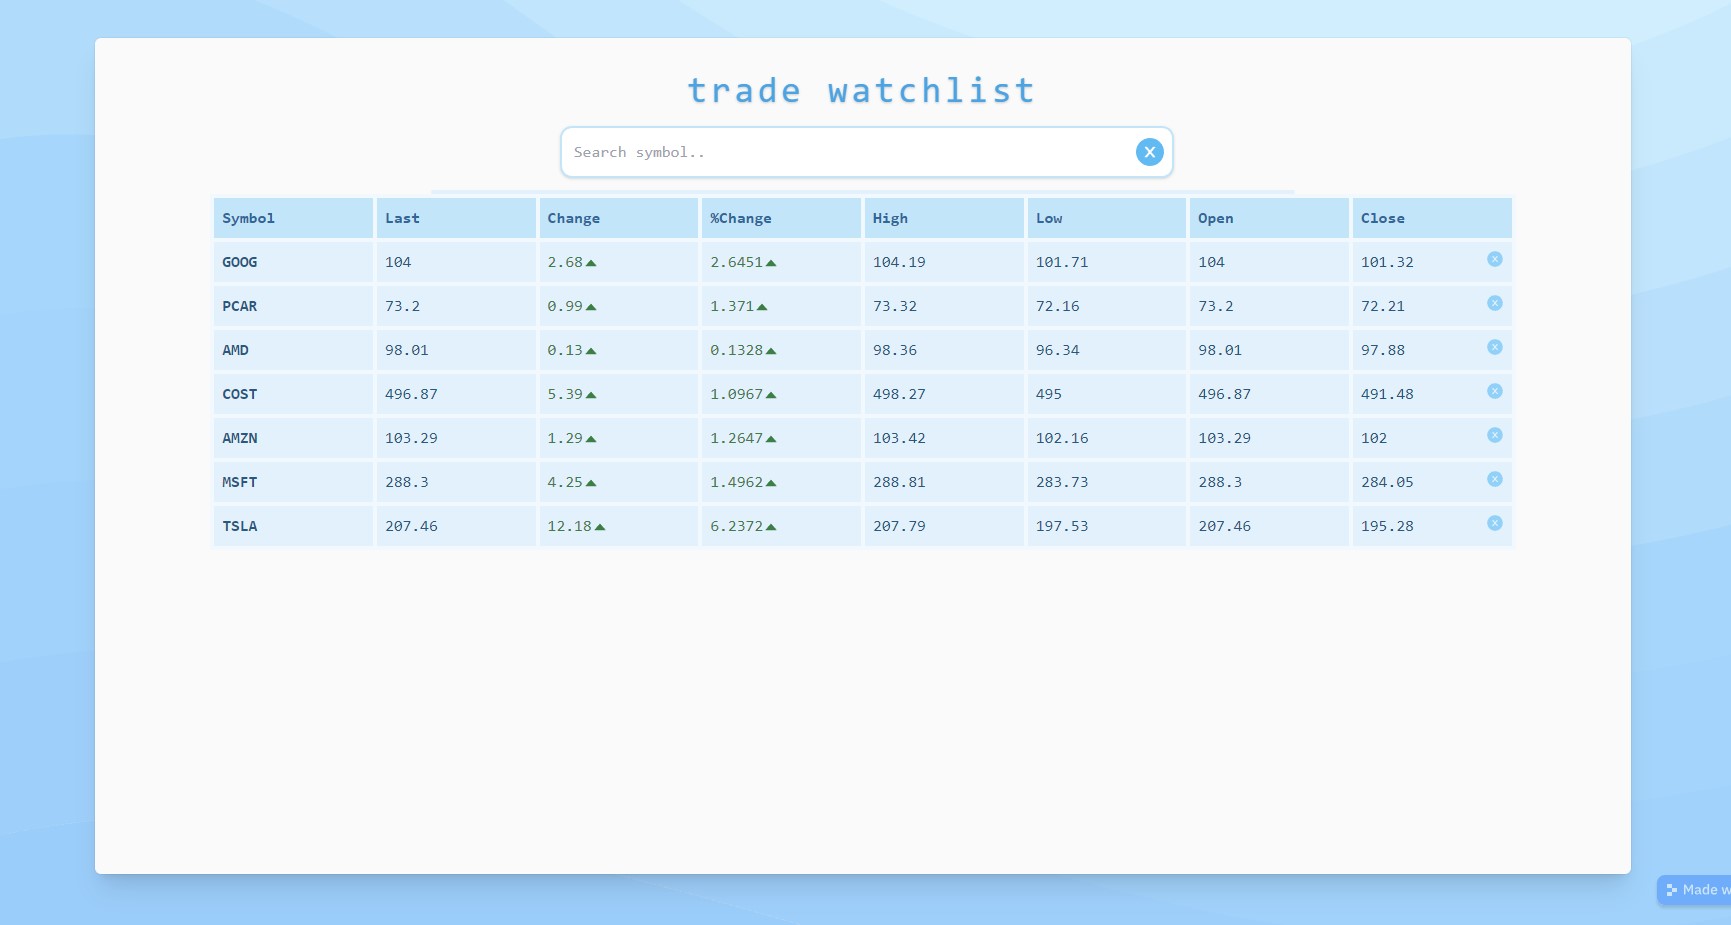 trade watchlist
Search symbol.. X
Symbol Last Change %Change High Low Open Close
GOOG 104 2.68 2.6451 104.19 101.71 104 101.32
PCAR 73.2 0.99 1.371 73.32 72.16 73.2 72.21
AMD 98.01 0.13 0.1328 98.36 96.34 98.01 97.88
COST 496.87 5.39 1.0967 498.27 495 496.87 491.48
AMZN 103.29 1.29 1.2647 103.42 102.16 103.29 102
MSFT 288.3 4.25 1.4962 288.81 283.73 288.3 284.05
TSLA 207.46 12.18 6.2372 207.79 197.53 207.46 195.28
Made w